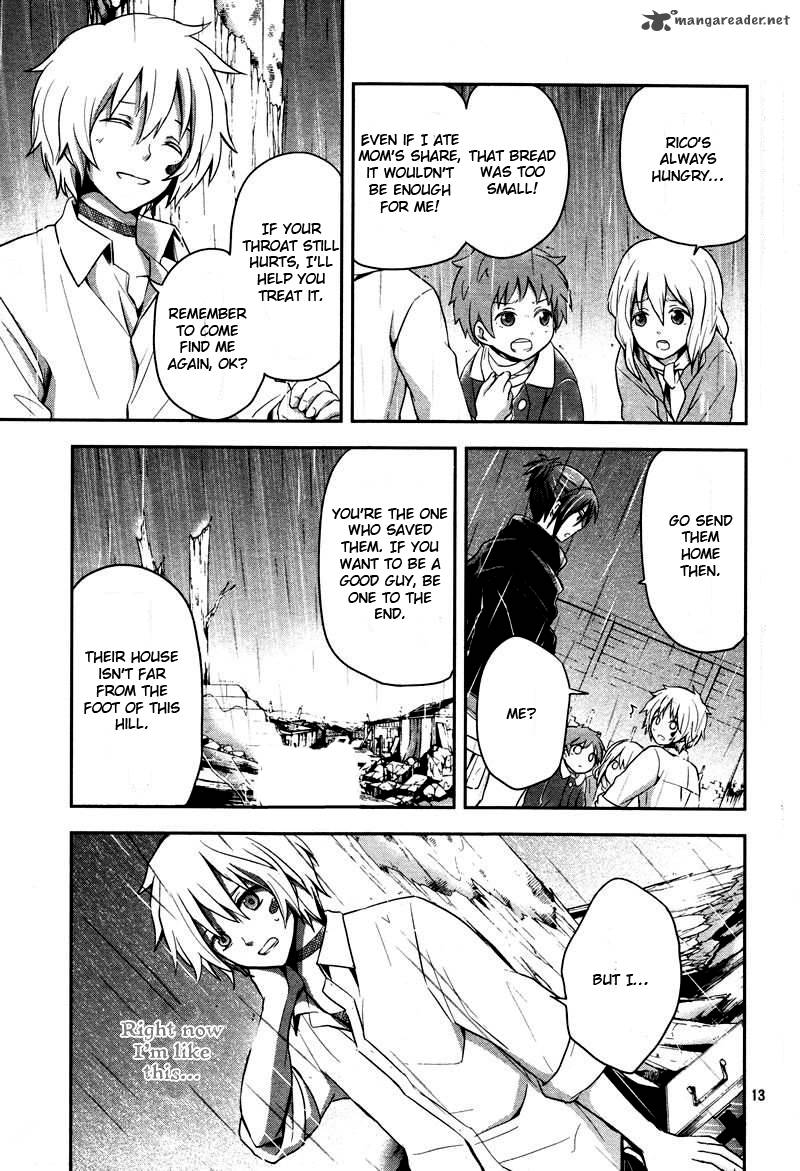 mangareader.net
RICO'S
ALWAYS
HUNGRY...
THAT BREAD
WAS TOO
SMALL!
EVEN IF I ATE
MOM'S SHARE,
IT WOULDN'T
BE ENOUGH
FOR ME!
IF YOUR
THROAT STILL
HURTS, I'LL
HELP YOU
TREAT IT.
REMEMBER
TO COME
FIND ME
AGAIN, OK?
GO SEND
THEM
HOME
THEN.
ME?
YOU'RE THE ONE
WHO SAVED
THEM. IF YOU
WANT TO BE A
GOOD GUY, BE
ONE TO THE
END.
THEIR HOUSE
ISN'T FAR
FROM THE
FOOT OF THIS
HILL.
BUT I...
Right now
I'm like
this...
13